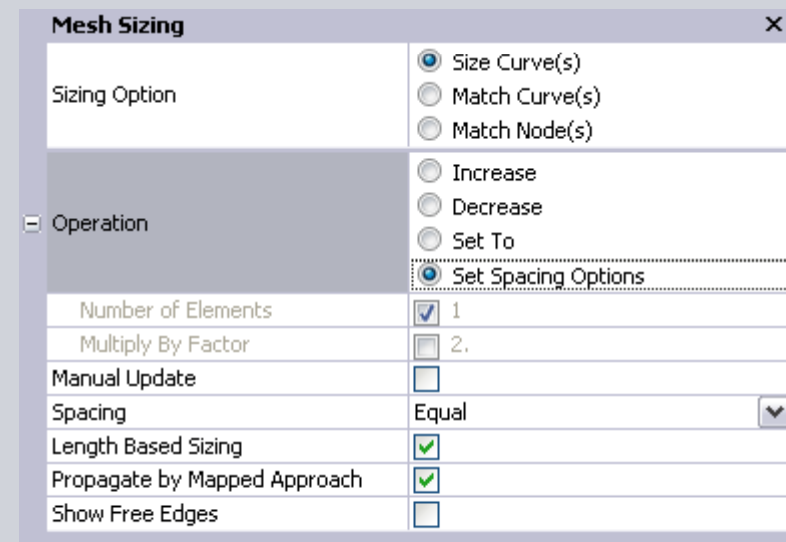 Mesh Sizing
Sizing Option
Size Curve(s)
Match Curve(s)
Match Node(s)
Operation
Increase
Decrease
Set To
Set Spacing Options
Number of Elements 1
Multiply By Factor 2.
Manual Update
Spacing Equal
Length Based Sizing
Propagate by Mapped Approach
Show Free Edges